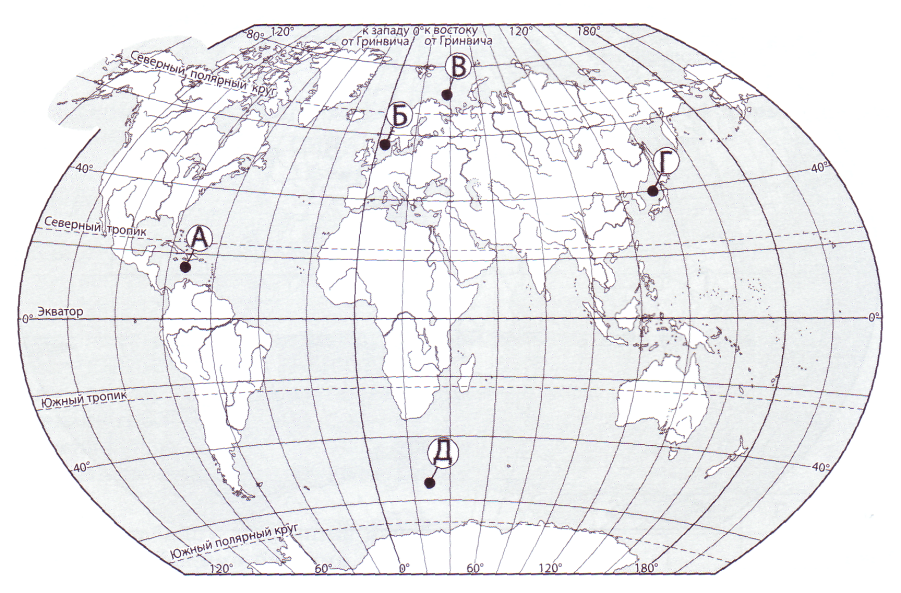 80° 120° к западу 0° к востоку 120° 180°
от Гринвича от Гринвича
Северный полярный круг
В
Б
Г
40° 40°
Северный тропик
А
Экватор
0° 0°
Южный тропик
Д
40° 40°
Южный полярный круг
120° 60° 0° 60° 120° 180°